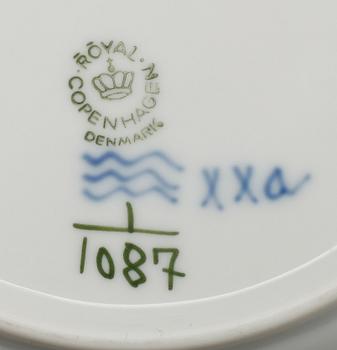 ROYAL COPENHAGEN
DENMARK
XXa
1
1087